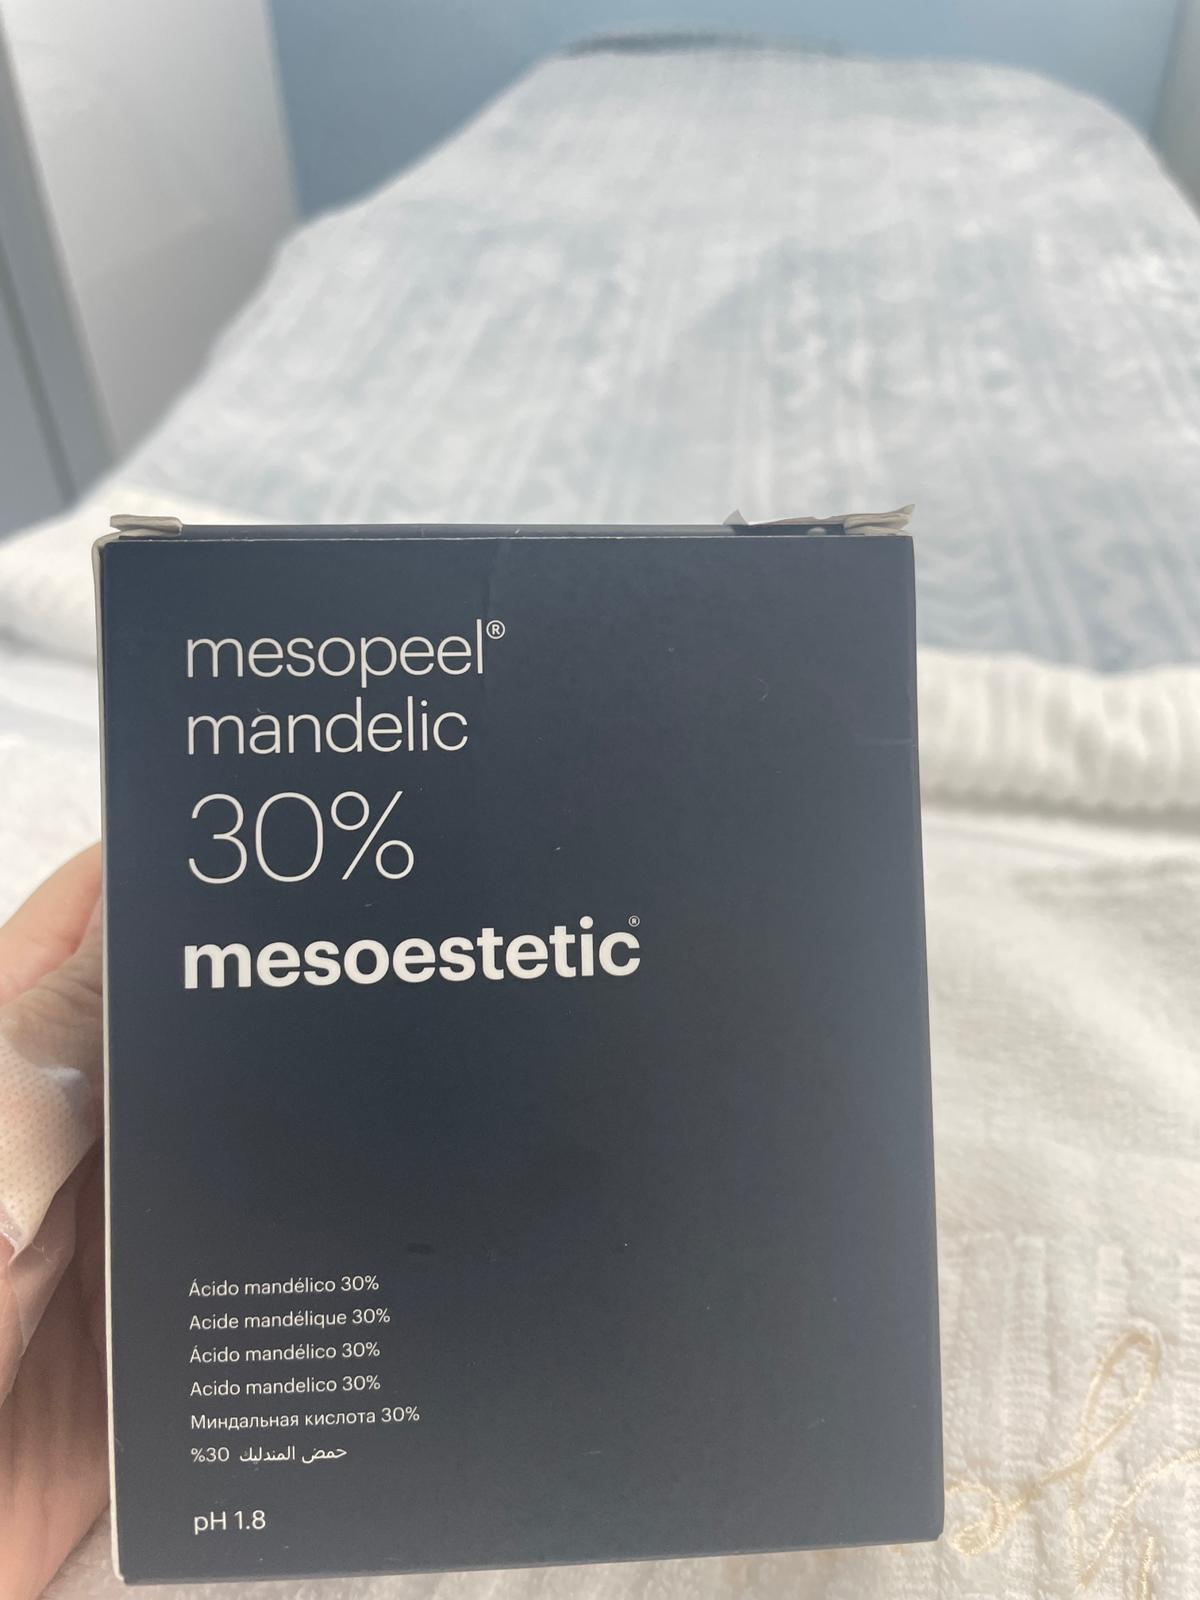 mesopeel®
mandelic
30%
mesoestetic®
Ácido mandélico 30%
Acide mandélique 30%
Ácido mandélico 30%
Acido mandelico 30%
Миндальная кислота 30%
حمض المندليك 30%
pH 1.8